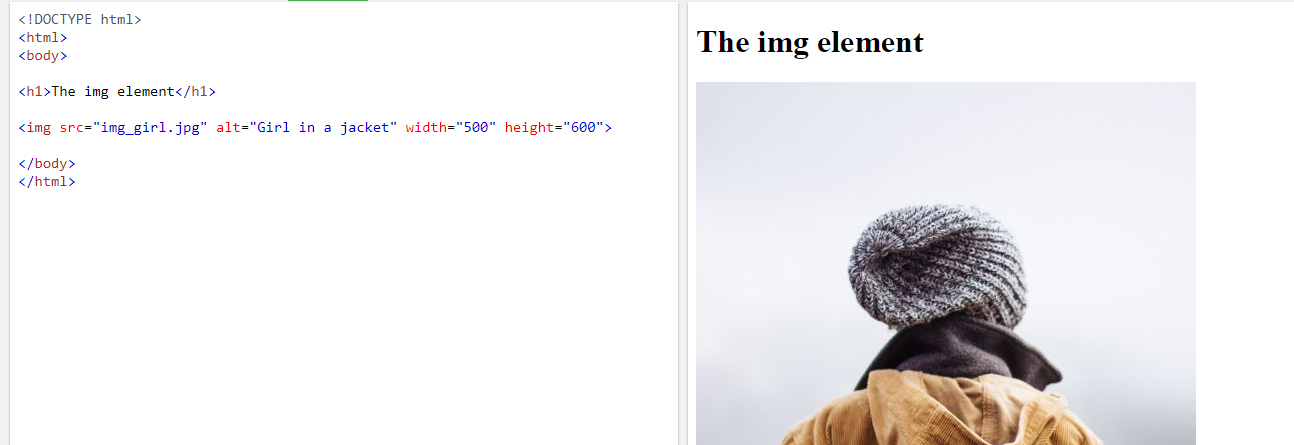 <!DOCTYPE html>
<html>
<body>
<h1>The img element</h1>
<img src="img_girl.jpg" alt="Girl in a jacket" width="500" height="600">
</body>
</html>
The img element